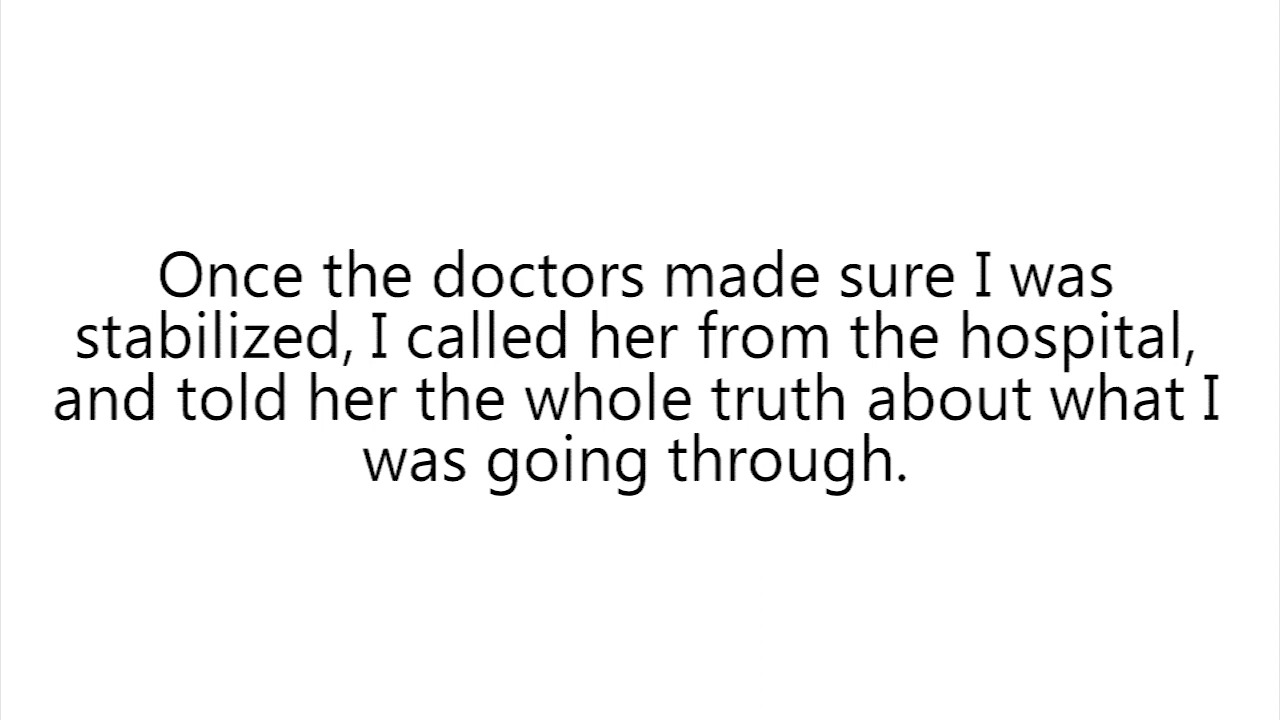 Once the doctors made sure I was
stabilized, I called her from the hospital,
and told her the whole truth about what I
was going through.